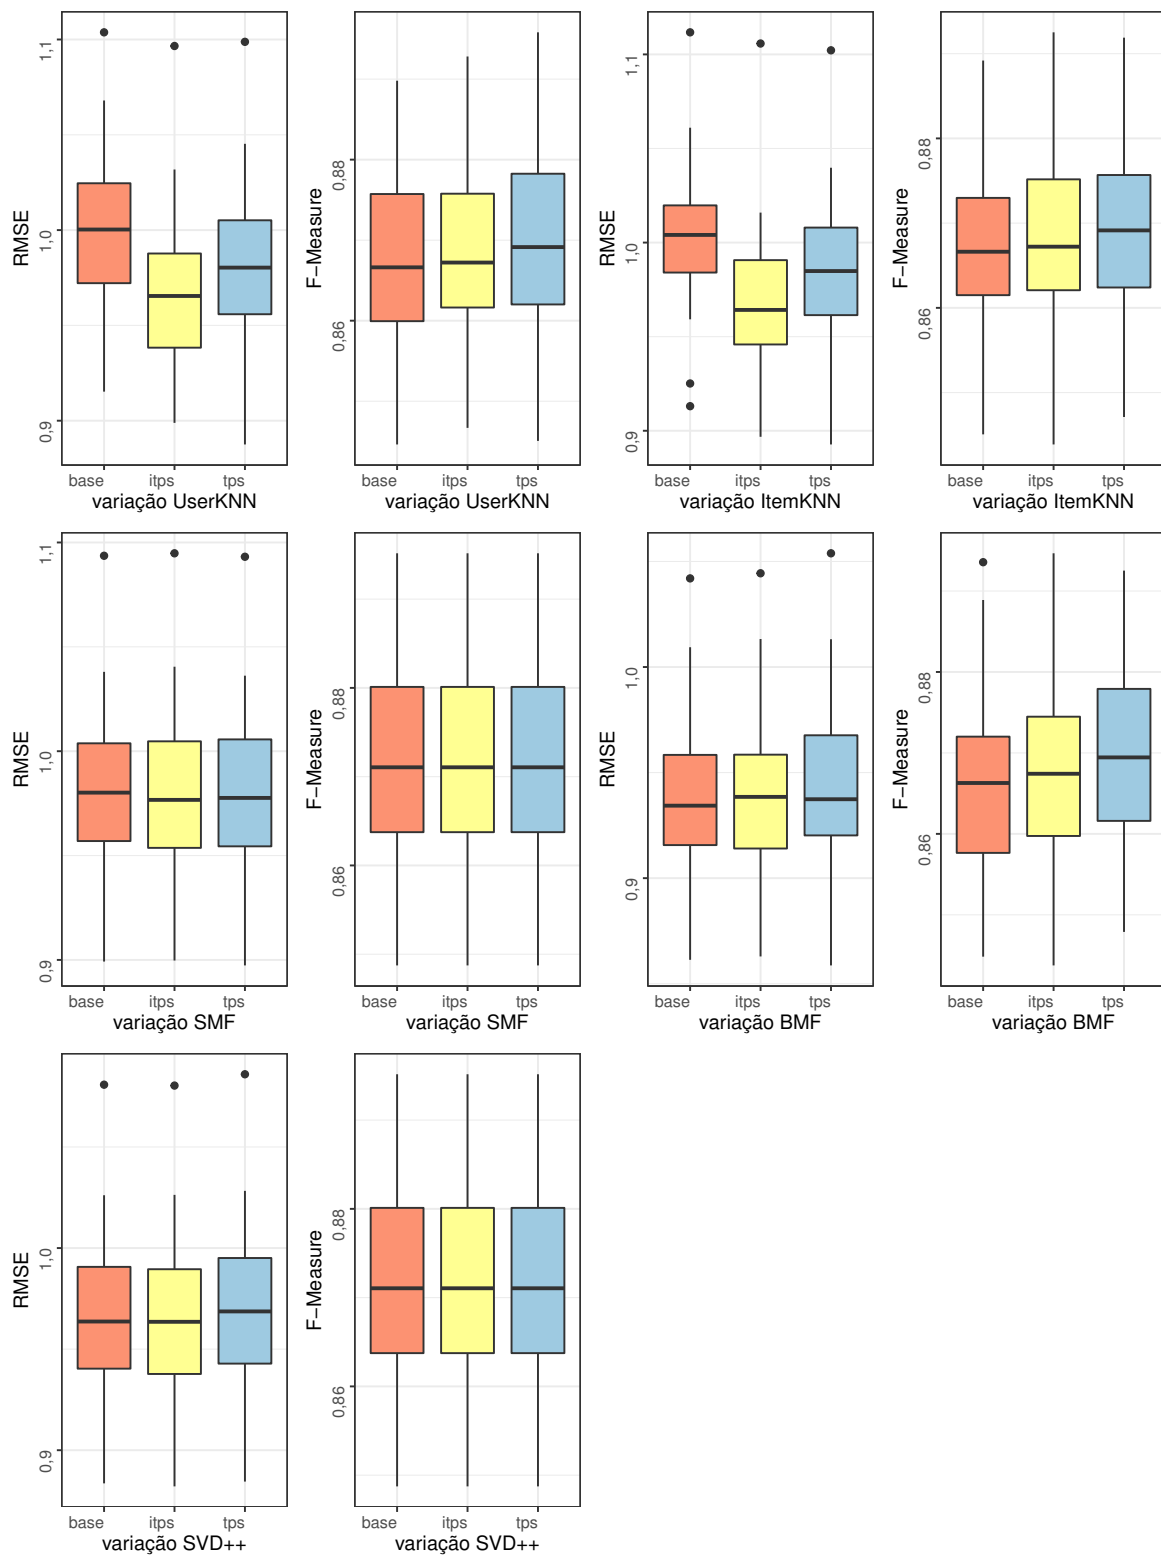 RMSE
1,1
1,0
0,9
base itps tps
variação UserKNN
F−Measure
0,88
0,86
base itps tps
variação UserKNN
RMSE
1,1
1,0
0,9
base itps tps
variação ItemKNN
F−Measure
0,88
0,86
base itps tps
variação ItemKNN
RMSE
1,1
1,0
0,9
base itps tps
variação SMF
F−Measure
0,88
0,86
base itps tps
variação SMF
RMSE
1,0
0,9
base itps tps
variação BMF
F−Measure
0,88
0,86
base itps tps
variação BMF
RMSE
1,0
0,9
base itps tps
variação SVD++
F−Measure
0,88
0,86
base itps tps
variação SVD++